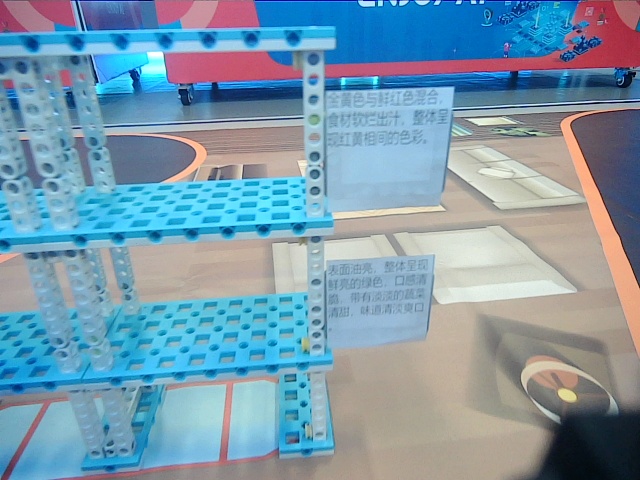 金黄色与鲜红色混合，
食材软烂出汁，整体呈
现红黄相间的色彩。
表面油亮，整体呈现
鲜亮的绿色，口感清
脆，带有淡淡的蔬菜
清甜，味道清淡爽口